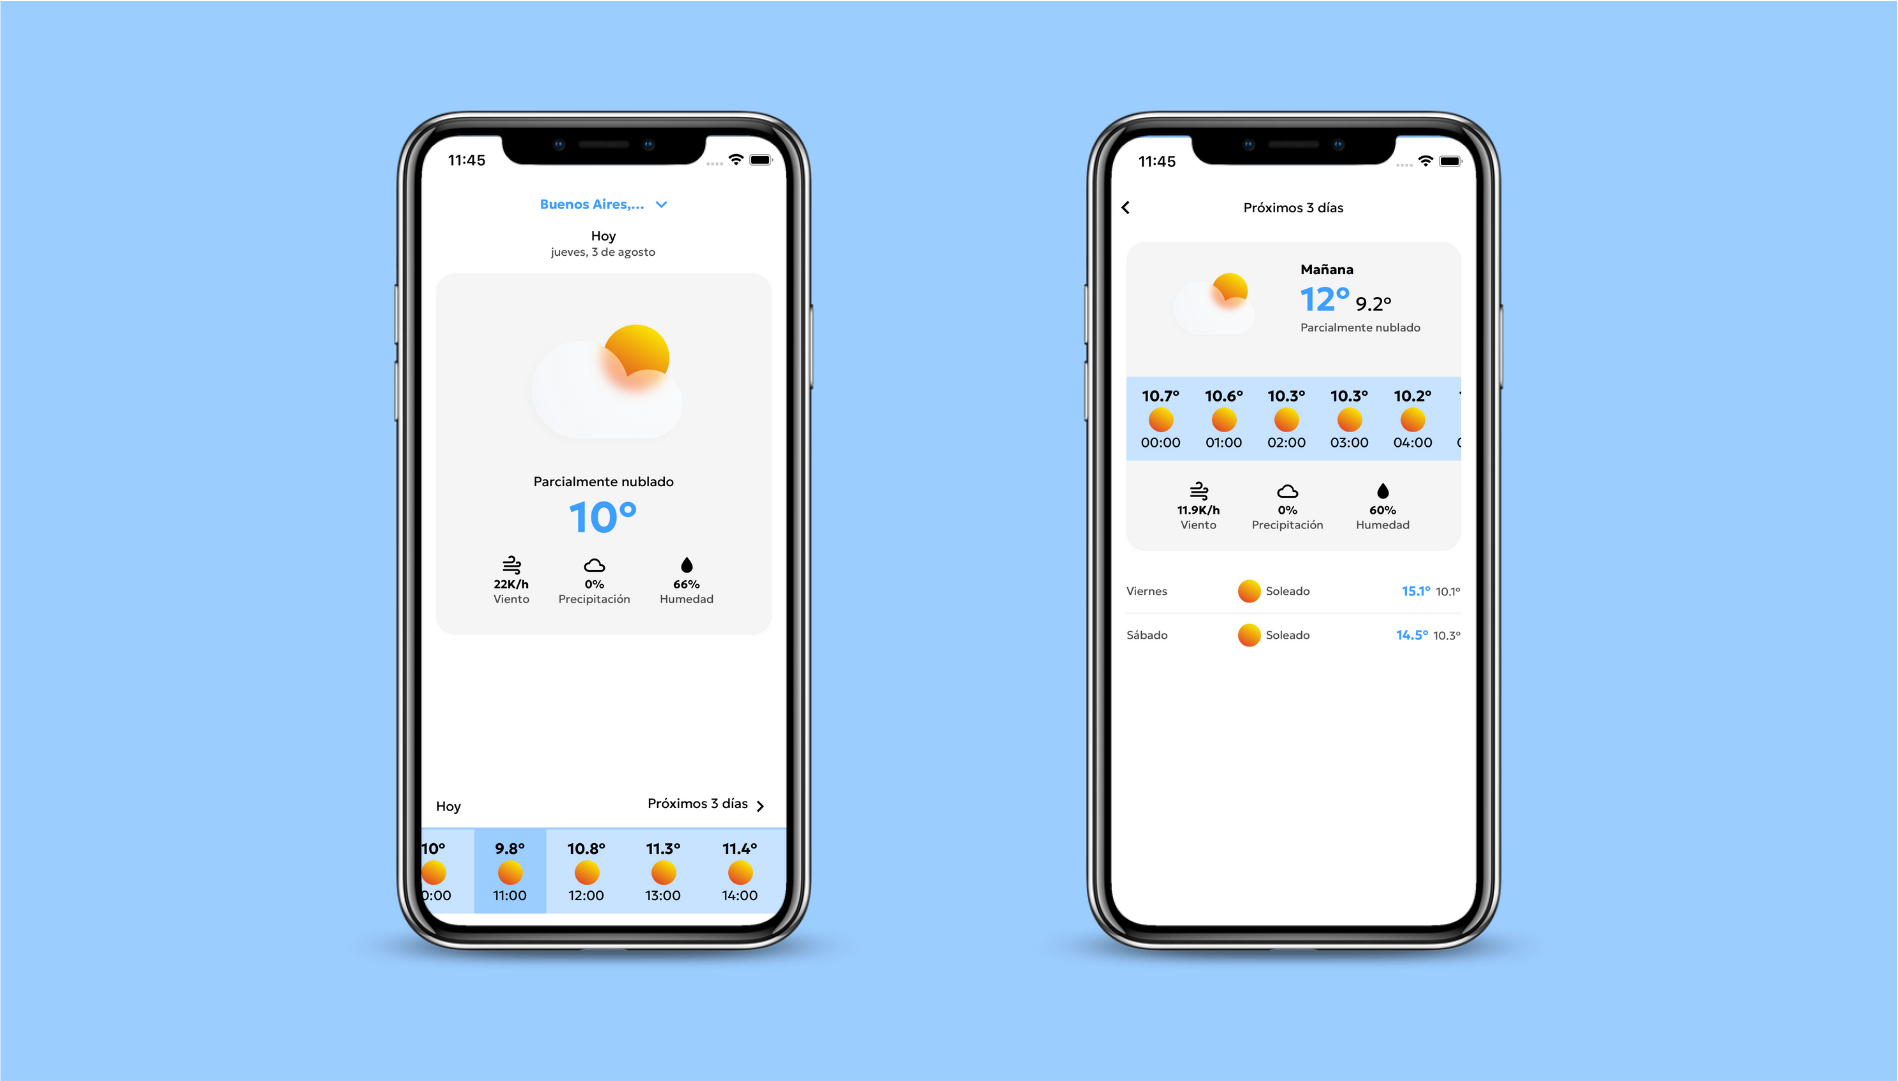 11:45
Buenos Aires,...
Hoy
jueves, 3 de agosto
Parcialmente nublado
10°
22K/h 0% 66%
Viento Precipitación Humedad
Hoy Próximos 3 días
10° 9.8° 10.8° 11.3° 11.4°
0:00 11:00 12:00 13:00 14:00
11:45
Próximos 3 días
Mañana
12° 9.2°
Parcialmente nublado
10.7° 10.6° 10.3° 10.3° 10.2°
00:00 01:00 02:00 03:00 04:00
11.9K/h 0% 60%
Viento Precipitación Humedad
Viernes Soleado 15.1° 10.1°
Sábado Soleado 14.5° 10.3°